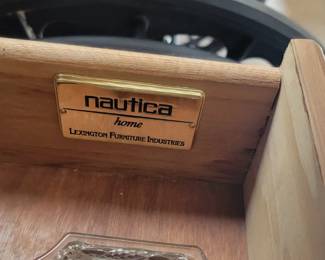 nautica
home
LEXINGTON FURNITURE INDUSTRIES